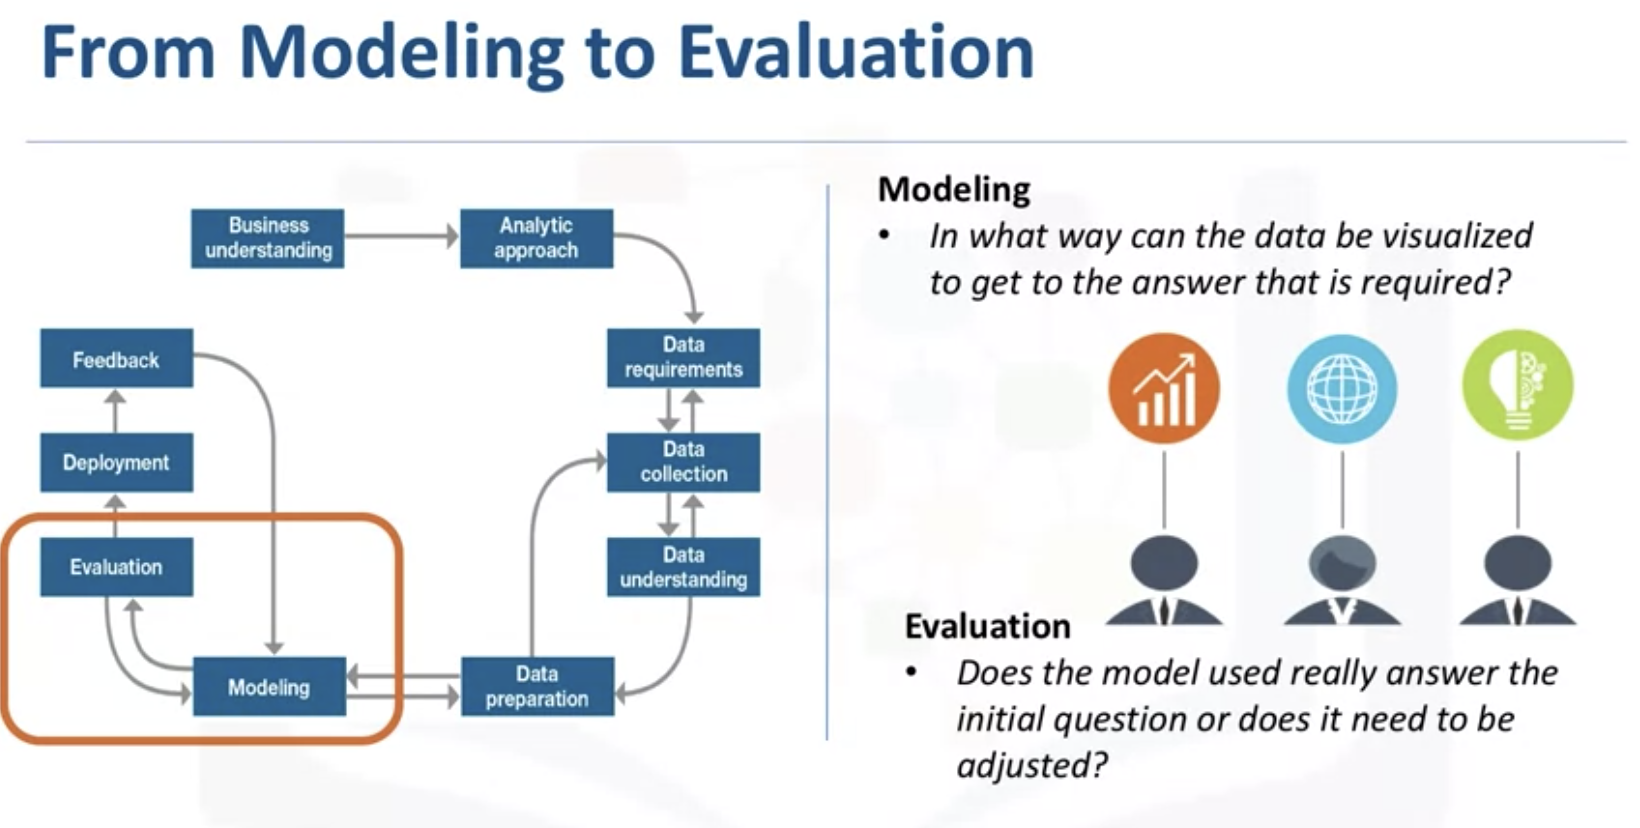 From Modeling to Evaluation
Business
understanding
Analytic
approach
Feedback
Data
requirements
Deployment
Data
collection
Evaluation
Data
understanding
Modeling
Data
preparation
Modeling
• In what way can the data be visualized
to get to the answer that is required?
Evaluation
• Does the model used really answer the
initial question or does it need to be
adjusted?